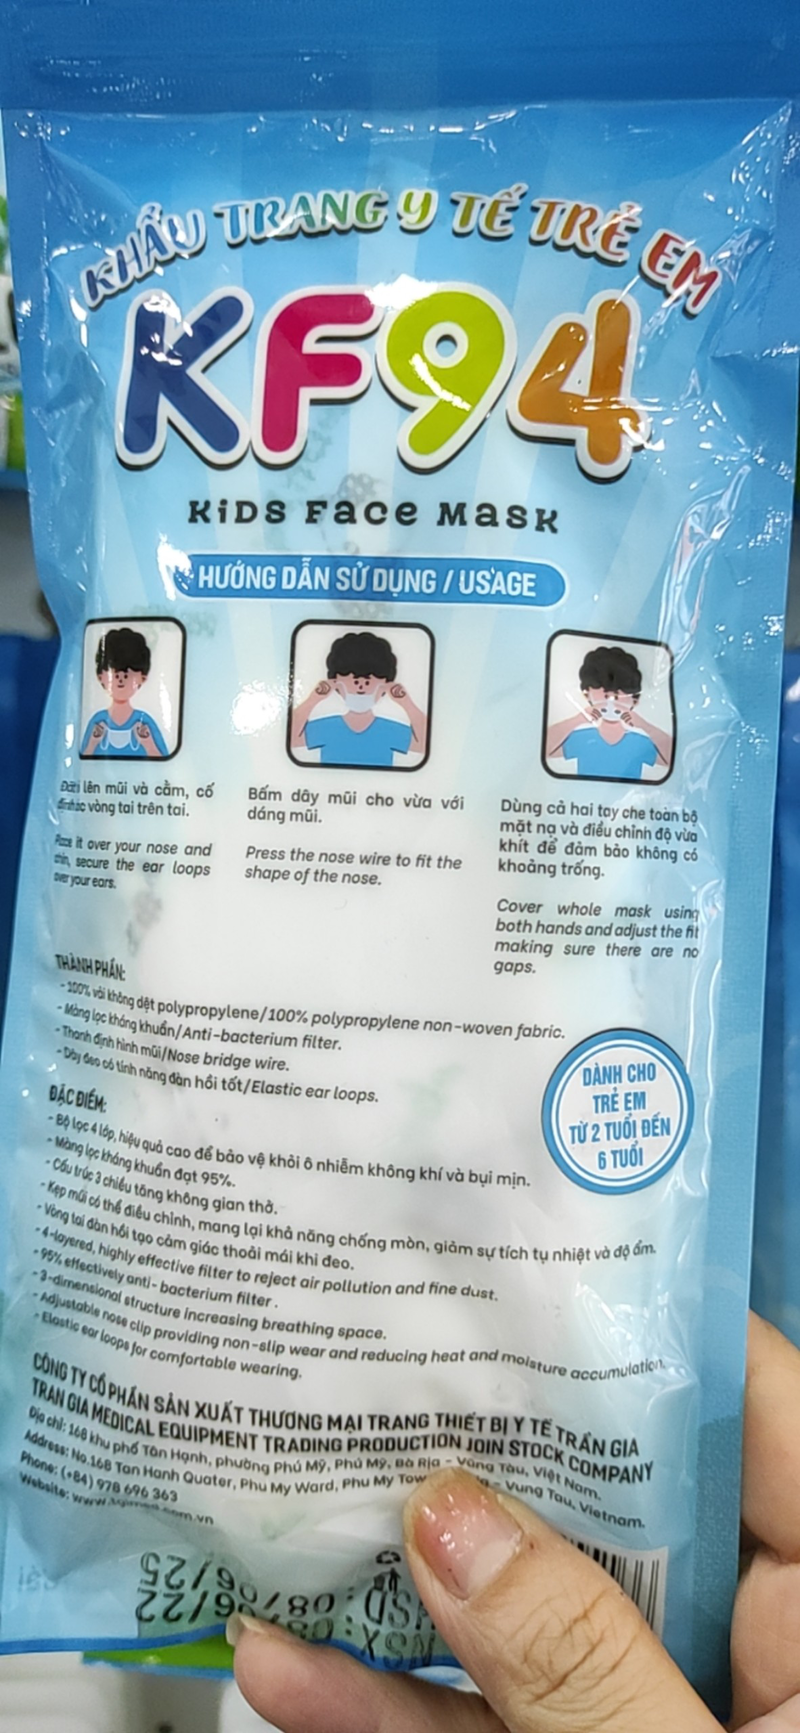 KHẨU TRANG Y TẾ TRẺ EM
KF94
KiDS Face Mask
HƯỚNG DẪN SỬ DỤNG / USAGE
lên mũi và cằm, cố
vòng tai trên tai.
it over your nose and
secure the ear loops
over your ears.
Bấm dây mũi cho vừa với
dáng mũi.
Press the nose wire to fit the
shape of the nose.
Dùng cả hai tay che toàn bộ
mặt nạ và điều chỉnh độ vừa
khít để đảm bảo không có
khoảng trống.
Cover whole mask using
both hands and adjust the fit
making sure there are no
gaps.
THÀNH PHẦN:
- 100% vải không dệt polypropylene/100% polypropylene non-woven fabric.
- Màng lọc kháng khuẩn/Anti-bacterium filter.
- Thanh định hình mũi/Nose bridge wire.
- Dây đeo có tính năng đàn hồi tốt/Elastic ear loops.
DÀNH CHO
TRẺ EM
TỪ 2 TUỔI ĐẾN
6 TUỔI
ĐẶC ĐIỂM:
- Bộ lọc 4 lớp, hiệu quả cao để bảo vệ khỏi ô nhiễm không khí và bụi mịn.
- Màng lọc kháng khuẩn đạt 95%.
- Cấu trúc 3 chiều tăng không gian thở.
- Kẹp mũi có thể điều chỉnh, mang lại khả năng chống mòn, giảm sự tích tụ nhiệt và độ ẩm.
- Vòng tai đàn hồi tạo cảm giác thoải mái khi đeo.
- 4-layered, highly effective filter to reject air pollution and fine dust.
- 95% effectively anti-bacterium filter.
- 3-dimensional structure increasing breathing space.
- Adjustable nose clip providing non-slip wear and reducing heat and moisture accumulation.
- Elastic ear loops for comfortable wearing.
CÔNG TY CỔ PHẦN SẢN XUẤT THƯƠNG MẠI TRANG THIẾT BỊ Y TẾ TRẦN GIA
TRAN GIA MEDICAL EQUIPMENT TRADING PRODUCTION JOIN STOCK COMPANY
Địa chỉ: 168 khu phố Tân Hạnh, phường Phú Mỹ, Phú Mỹ, Bà Rịa - Vũng Tàu, Việt Nam.
Address: No.168 Tan Hanh Quater, Phu My Ward, Phu My - Vung Tau, Vietnam.
Phone: (+84) 978 696 363
Website:
NSX: /22
HSD: 08/06/25